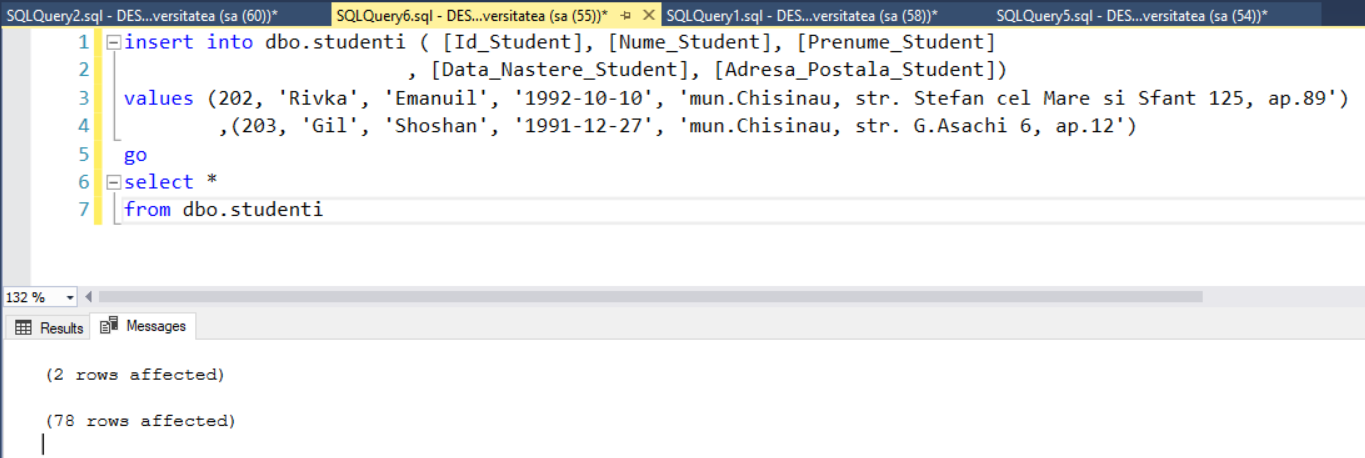 SQLQuery2.sql - DES...versitatea (sa (60))* SQLQuery6.sql - DES...versitatea (sa (55))* SQLQuery1.sql - DES...versitatea (sa (58))* SQLQuery5.sql - DES...versitatea (sa (54))*
1 insert into dbo.studenti ( [Id_Student], [Nume_Student], [Prenume_Student]
2 , [Data_Nastere_Student], [Adresa_Postala_Student])
3 values (202, 'Rivka', 'Emanuil', '1992-10-10', 'mun.Chisinau, str. Stefan cel Mare si Sfant 125, ap.89')
4 ,(203, 'Gil', 'Shoshan', '1991-12-27', 'mun.Chisinau, str. G.Asachi 6, ap.12')
5 go
6 select *
7 from dbo.studenti
132 %
Results Messages
(2 rows affected)
(78 rows affected)